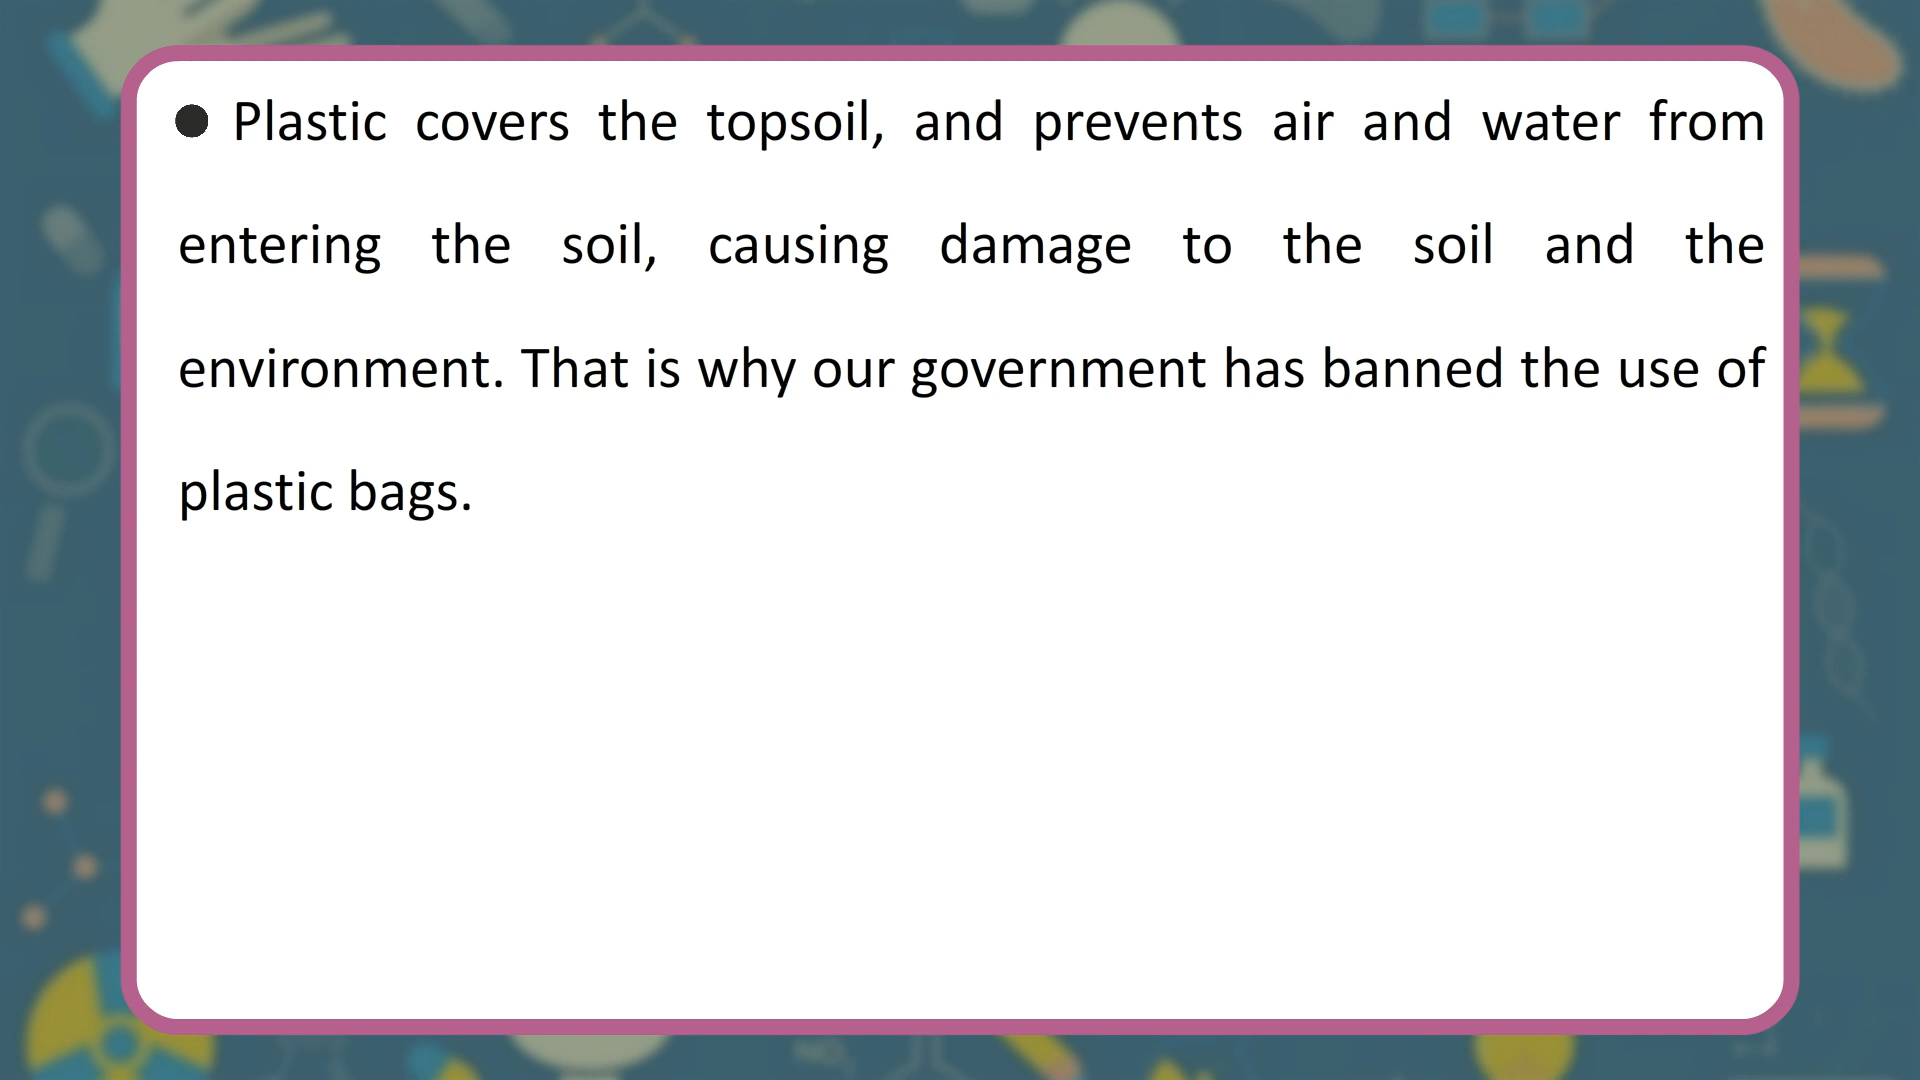 ● Plastic covers the topsoil, and prevents air and water from
entering the soil, causing damage to the soil and the
environment. That is why our government has banned the use of
plastic bags.
NO₂